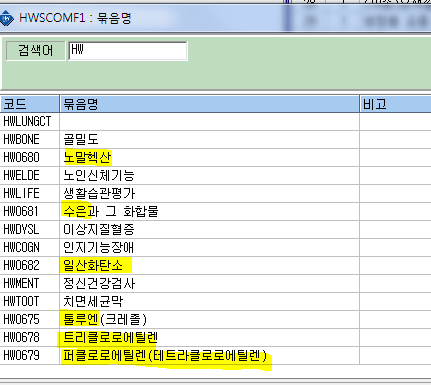 HWSCOMF1 : 묶음명
검색어 HW
코드 묶음명 비고
HWLUNGCT
HWBONE 골밀도
HW0680 노말헥산
HWELDE 노인신체기능
HWLIFE 생활습관평가
HW0681 수은과 그 화합물
HWDYSL 이상지질혈증
HWCOGN 인지기능장애
HW0682 일산화탄소
HWMENT 정신건강검사
HWTOOT 치면세균막
HW0675 톨루엔(크레졸)
HW0678 트리클로로에틸렌
HW0679 퍼클로로에틸렌(테트라클로로에틸렌)